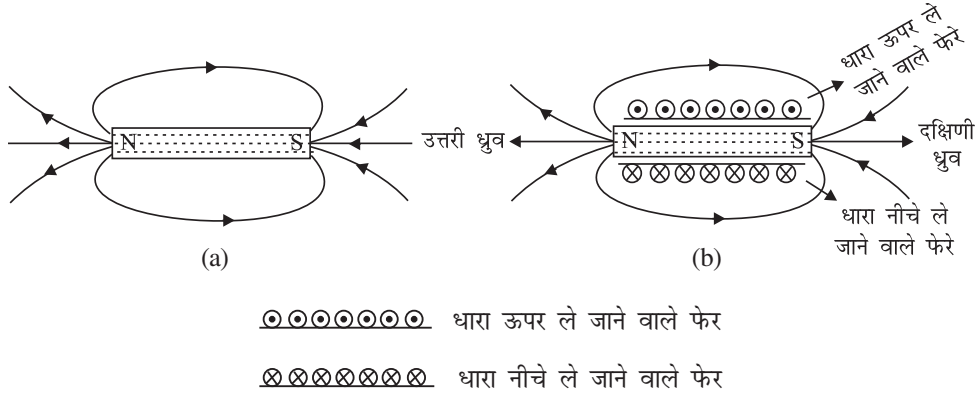 N S
(a)
उत्तरी ध्रुव
N S
धारा ऊपर ले
जाने वाले फेरे
दक्षिणी
ध्रुव
धारा नीचे ले
जाने वाले फेरे
(b)
धारा ऊपर ले जाने वाले फेर
धारा नीचे ले जाने वाले फेर